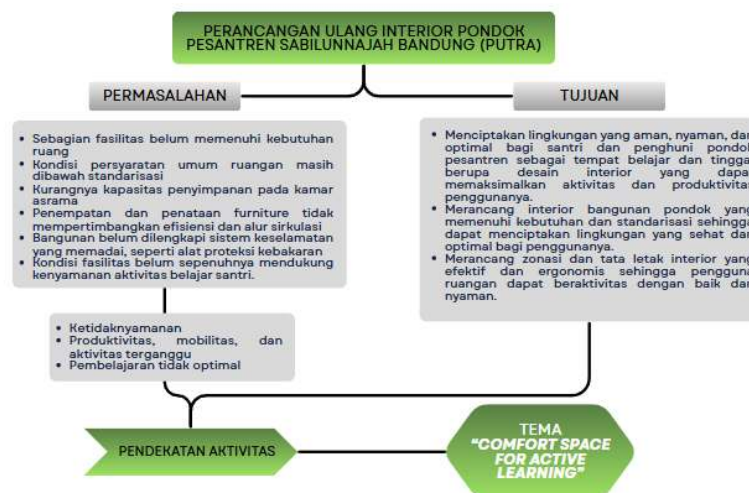 PERANCANGAN ULANG INTERIOR PONDOK
PESANTREN SABILUNNAJAH BANDUNG (PUTRA)
PERMASALAHAN
Sebagian fasilitas belum memenuhi kebutuhan
ruang
Kondisi persyaratan umum ruangan masih
dibawah standarisasi
Kurangnya kapasitas penyimpanan pada kamar
asrama
Penempatan dan penataan furniture tidak
mempertimbangkan efisiensi dan alur sirkulasi
Bangunan belum dilengkapi sistem keselamatan
yang memadai, seperti alat proteksi kebakaran
Kondisi fasilitas belum sepenuhnya mendukung
kenyamanan aktivitas belajar santri.
Ketidaknyamanan
Produktivitas, mobilitas, dan
aktivitas terganggu
Pembelajaran tidak optimal
TUJUAN
Menciptakan lingkungan yang aman, nyaman, dan
optimal bagi santri dan penghuni pondok
pesantren sebagai tempat belajar dan tingga
berupa desain interior yang dapa
memaksimalkan aktivitas dan produktivita
penggunanya.
Merancang interior bangunan pondok yang
memenuhi kebutuhan dan standarisasi sehingga
dapat menciptakan lingkungan yang sehat dan
optimal bagi penggunanya.
Merancang zonasi dan tata letak interior yang
efektif dan ergonomis sehingga pengguna
ruangan dapat beraktivitas dengan baik dan
nyaman.
PENDEKATAN AKTIVITAS
TEMA
"COMFORT SPACE
FOR ACTIVE
LEARNING"